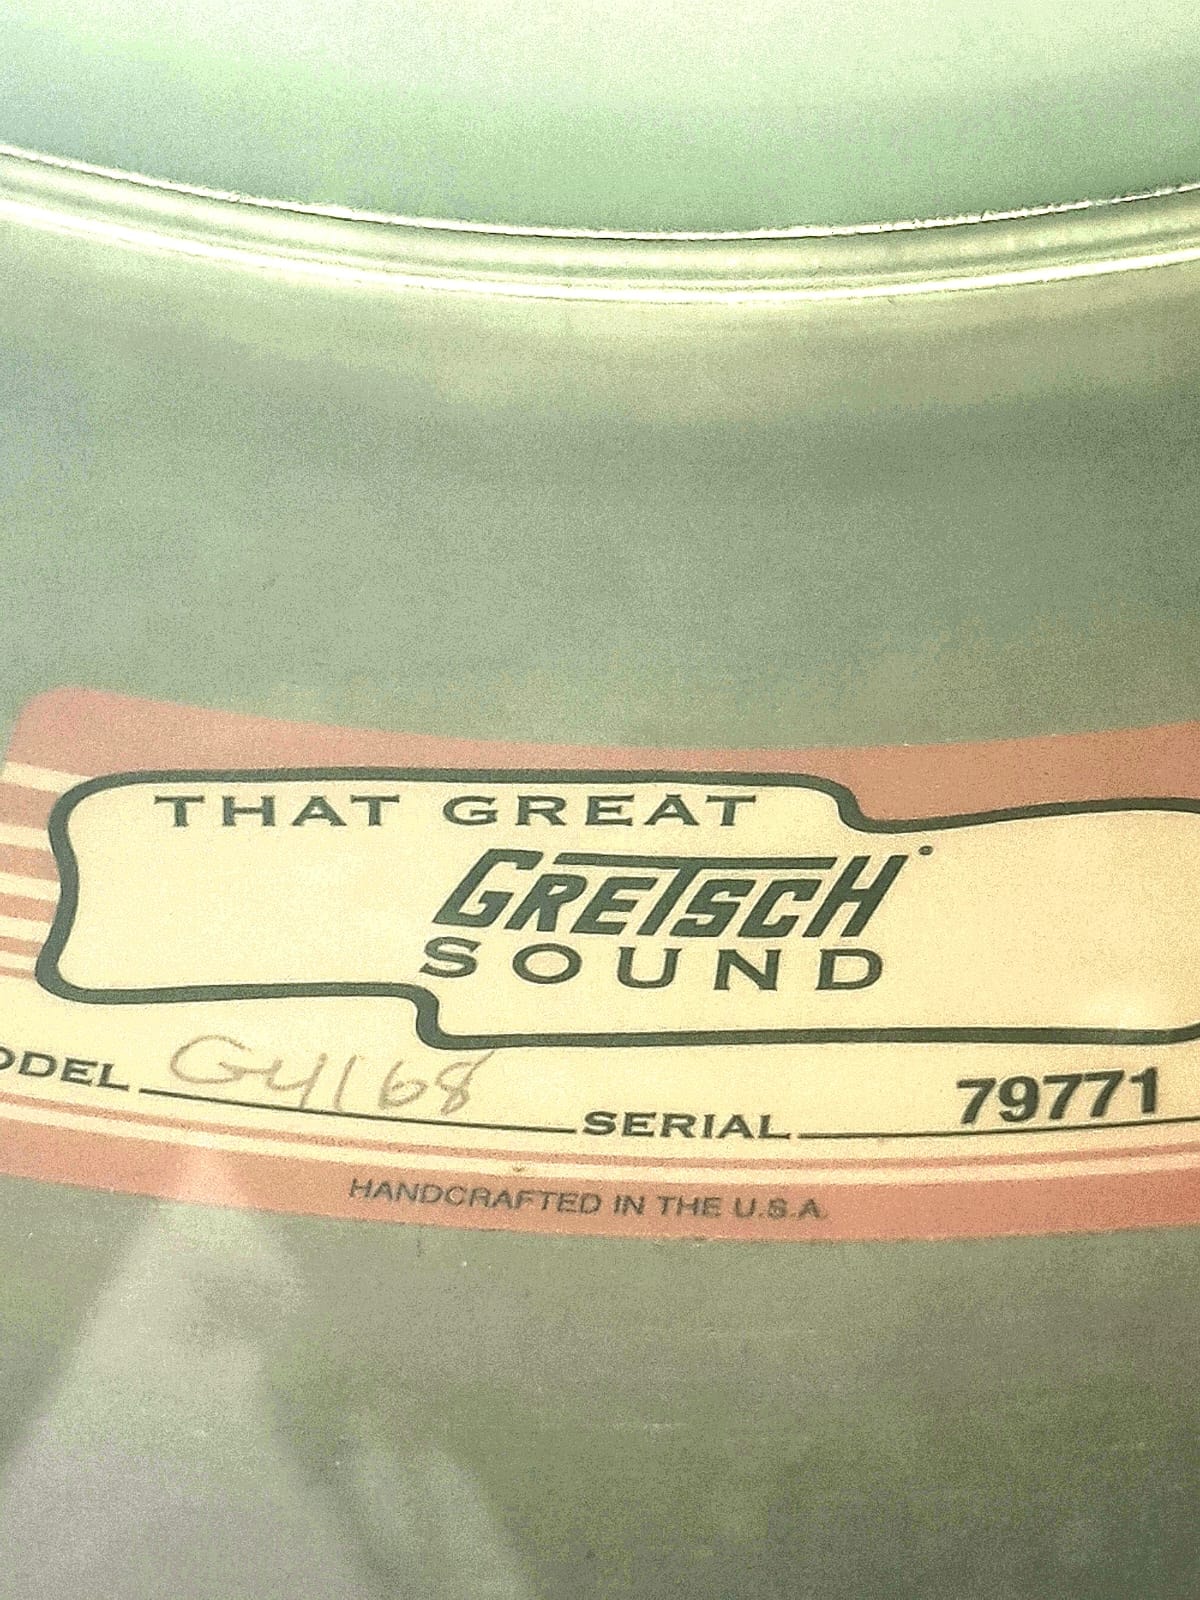 THAT GREAT
GRETSCH
SOUND
ODEL G4168 SERIAL 79771
HANDCRAFTED IN THE U.S.A.